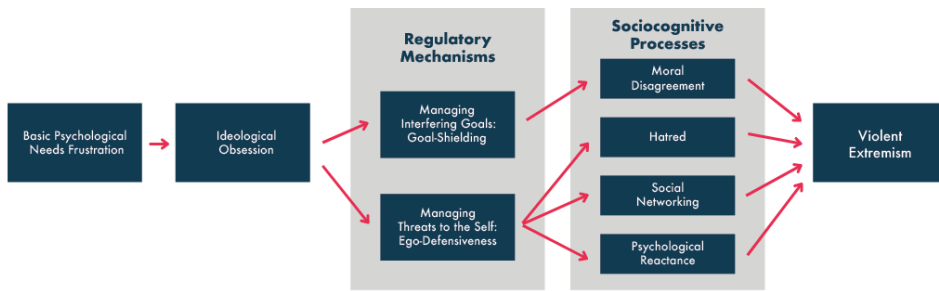 Regulatory
Mechanisms
Sociocognitive
Processes
Basic Psychological
Needs Frustration
Ideological
Obsession
Managing
Interfering Goals:
Goal-Shielding
Managing
Threats to the Self:
Ego-Defensiveness
Moral
Disagreement
Hatred
Social
Networking
Psychological
Reactance
Violent
Extremism